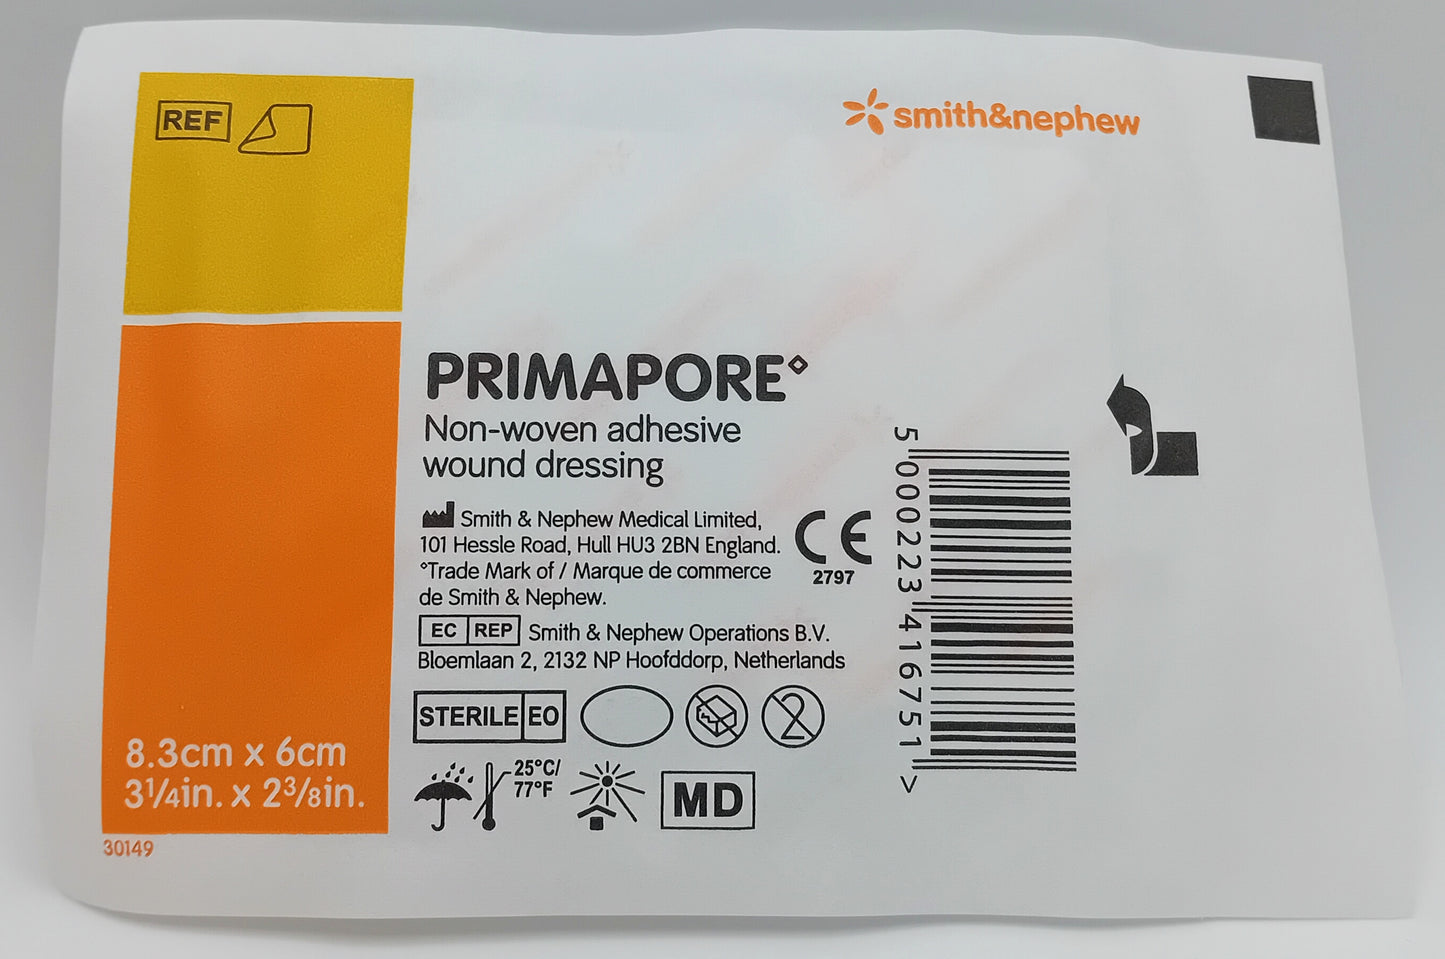 REF
smith&nephew
PRIMAPORE◊
Non-woven adhesive
wound dressing
Smith & Nephew Medical Limited,
101 Hessle Road, Hull HU3 2BN England.
◊Trade Mark of / Marque de commerce
de Smith & Nephew.
CE
2797
EC REP Smith & Nephew Operations B.V.
Bloemlaan 2, 2132 NP Hoofddorp, Netherlands
STERILE EO
2
25°C/
77°F
MD
8.3cm x 6cm
3¼in. x 2⅜in.
30149
5 000223 416751 >